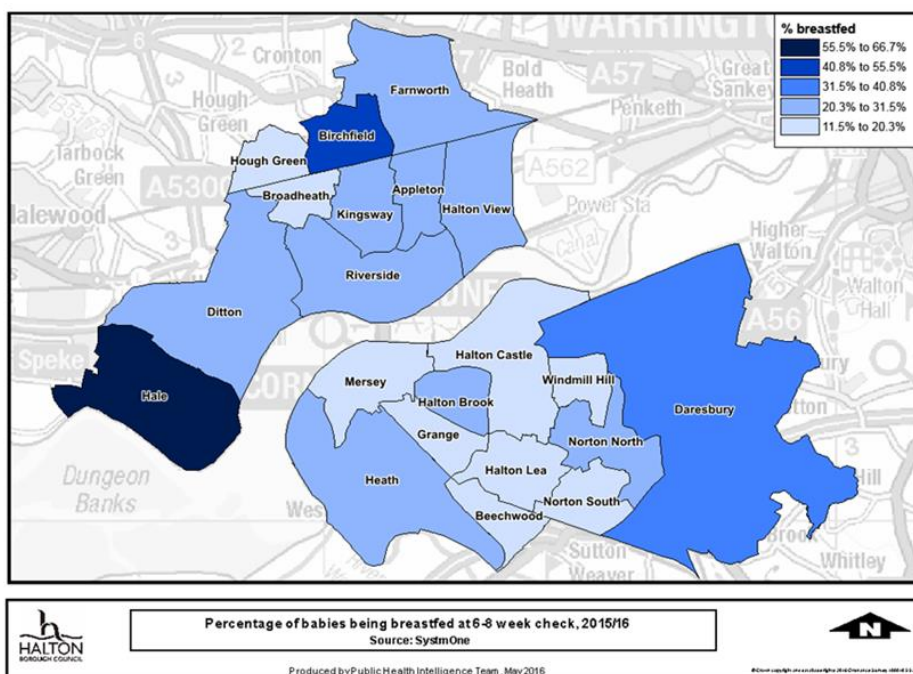 WARRINGTON
Cronton
Bold
Heath
A57
Great
Sankey
% breastfed
55.5% to 66.7%
40.8% to 55.5%
31.5% to 40.8%
20.3% to 31.5%
11.5% to 20.3%
Hough
Green
Penketh
Farnworth
Birchfield
Tarbock
Green
Hough Green
A562
A5300
Broadheath
Appleton
Kingsway
Halton View
Power Sta
Canal
Higher
Walton
Walton
Hall
Riverside
Ditton
A56
Speke
Hale
Mersey
Halton Castle
Windmill Hill
Halton Brook
Daresbury
Grange
Norton North
Heath
Halton Lea
Dungeon
Banks
Norton South
Beechwood
Sutton
Weaver
Brook
Whitley
HALTON
BOROUGH COUNCIL
Percentage of babies being breastfed at 6-8 week check, 2015/16
Source: SystmOne
N
Produced by Public Health Intelligence Team, May 2016